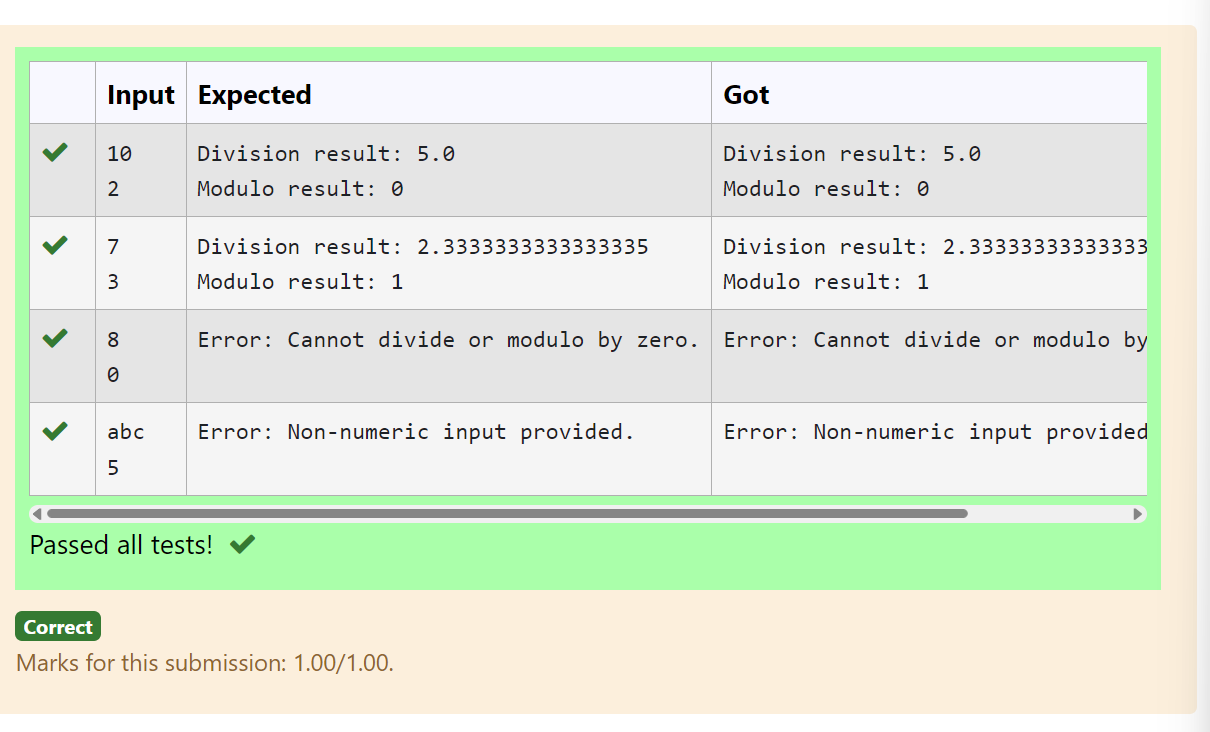 Input Expected Got
10 Division result: 5.0 Division result: 5.0
2 Modulo result: 0 Modulo result: 0
7 Division result: 2.3333333333333335 Division result: 2.33333333333333
3 Modulo result: 1 Modulo result: 1
8 Error: Cannot divide or modulo by zero. Error: Cannot divide or modulo by
0
abc Error: Non-numeric input provided. Error: Non-numeric input provided
5
Passed all tests!
Correct
Marks for this submission: 1.00/1.00.